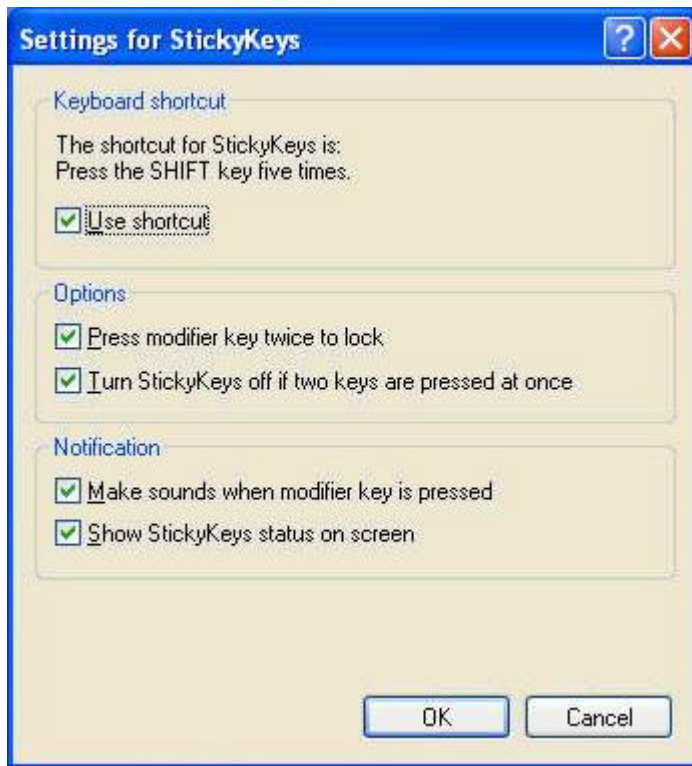 Settings for StickyKeys
Keyboard shortcut
The shortcut for StickyKeys is:
Press the SHIFT key five times.
Use shortcut
Options
Press modifier key twice to lock
Turn StickyKeys off if two keys are pressed at once
Notification
Make sounds when modifier key is pressed
Show StickyKeys status on screen
OK Cancel